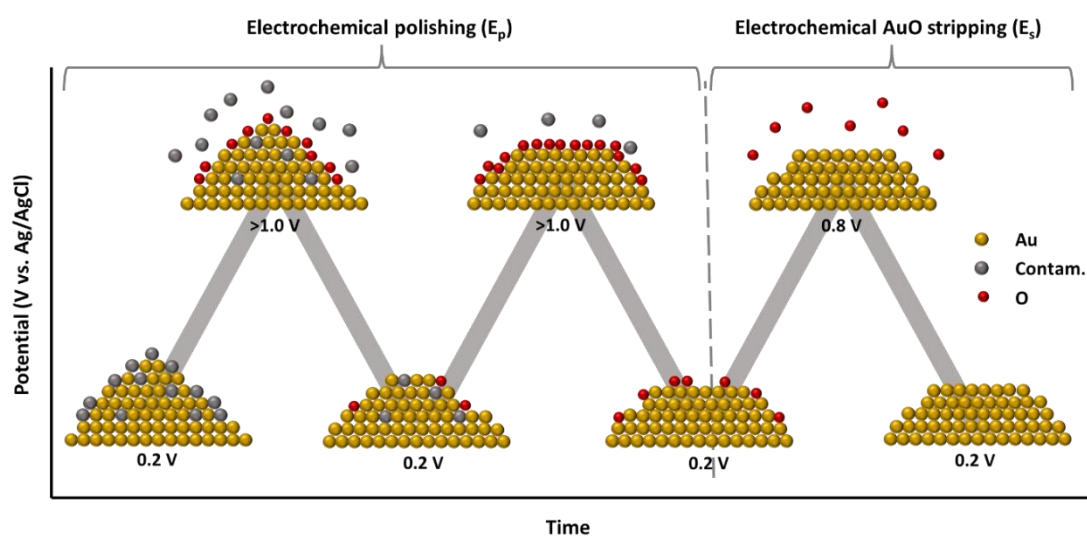 Electrochemical polishing (Eₚ)
Electrochemical AuO stripping (Eₛ)
Potential (V vs. Ag/AgCl)
>1.0 V
>1.0 V
0.8 V
Au
Contam.
O
0.2 V
0.2 V
0.2 V
0.2 V
Time